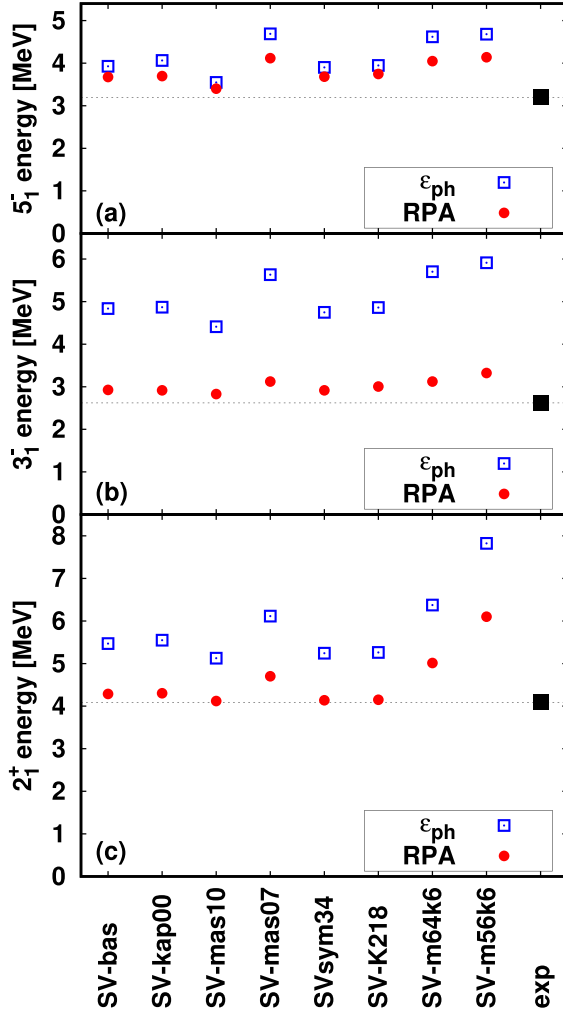 5
4
3
2
1
0
5₁⁻ energy [MeV]
(a)
εph
RPA
6
5
4
3
2
1
0
3₁⁻ energy [MeV]
(b)
εph
RPA
8
7
6
5
4
3
2
1
0
2₁⁺ energy [MeV]
(c)
εph
RPA
SV-bas
SV-kap00
SV-mas10
SV-mas07
SVsym34
SV-K218
SV-m64k6
SV-m56k6
exp